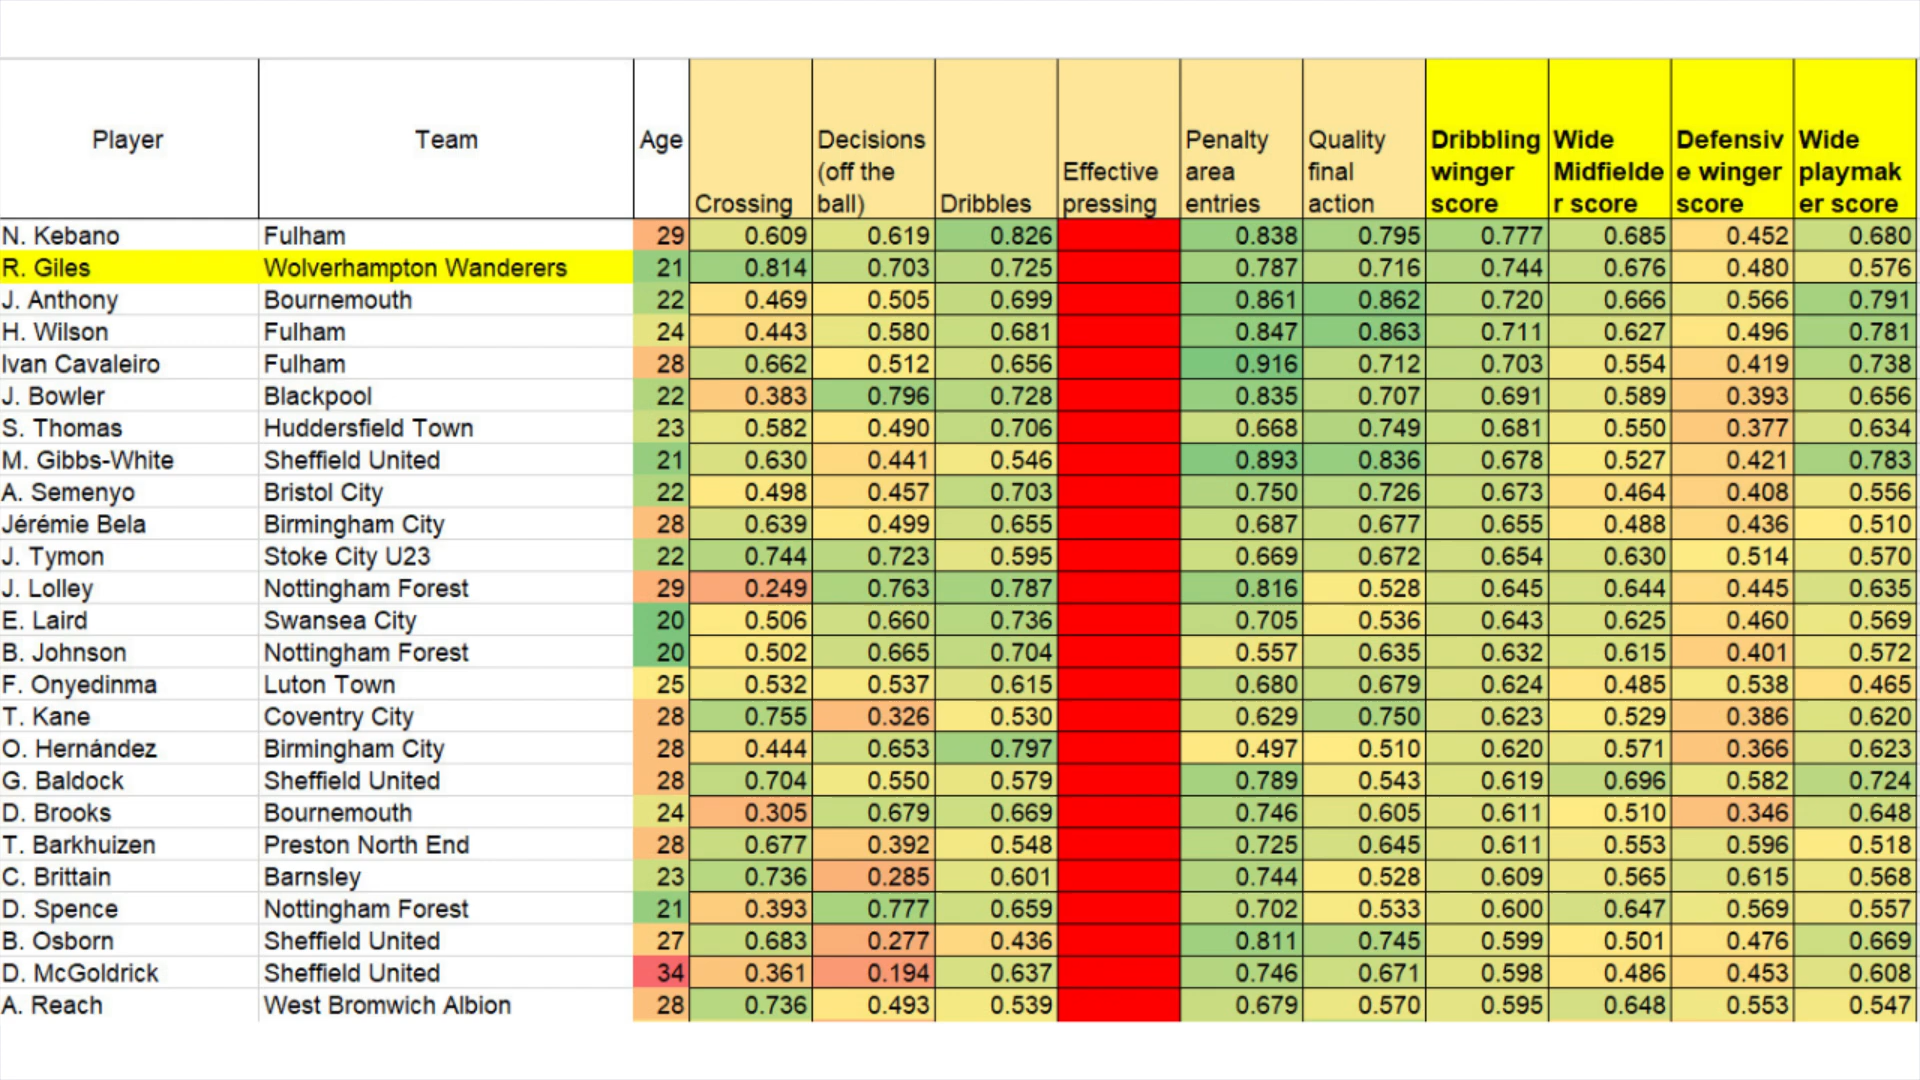 Player Team Age Crossing Decisions (off the ball) Dribbles Effective pressing Penalty area entries Quality final action Dribbling winger score Wide Midfielde r score Defensiv e winger score Wide playmak er score
N. Kebano Fulham 29 0.609 0.619 0.826 0.838 0.795 0.777 0.685 0.452 0.680
R. Giles Wolverhampton Wanderers 21 0.814 0.703 0.725 0.787 0.716 0.744 0.676 0.480 0.576
J. Anthony Bournemouth 22 0.469 0.505 0.699 0.861 0.862 0.720 0.666 0.566 0.791
H. Wilson Fulham 24 0.443 0.580 0.681 0.847 0.863 0.711 0.627 0.496 0.781
Ivan Cavaleiro Fulham 28 0.662 0.512 0.656 0.916 0.712 0.703 0.554 0.419 0.738
J. Bowler Blackpool 22 0.383 0.796 0.728 0.835 0.707 0.691 0.589 0.393 0.656
S. Thomas Huddersfield Town 23 0.582 0.490 0.706 0.668 0.749 0.681 0.550 0.377 0.634
M. Gibbs-White Sheffield United 21 0.630 0.441 0.546 0.893 0.836 0.678 0.527 0.421 0.783
A. Semenyo Bristol City 22 0.498 0.457 0.703 0.750 0.726 0.673 0.464 0.408 0.556
Jérémie Bela Birmingham City 28 0.639 0.499 0.655 0.687 0.677 0.655 0.488 0.436 0.510
J. Tymon Stoke City U23 22 0.744 0.723 0.595 0.669 0.672 0.654 0.630 0.514 0.570
J. Lolley Nottingham Forest 29 0.249 0.763 0.787 0.816 0.528 0.645 0.644 0.445 0.635
E. Laird Swansea City 20 0.506 0.660 0.736 0.705 0.536 0.643 0.625 0.460 0.569
B. Johnson Nottingham Forest 20 0.502 0.665 0.704 0.557 0.635 0.632 0.615 0.401 0.572
F. Onyedinma Luton Town 25 0.532 0.537 0.615 0.680 0.679 0.624 0.485 0.538 0.465
T. Kane Coventry City 28 0.755 0.326 0.530 0.629 0.750 0.623 0.529 0.386 0.620
O. Hernández Birmingham City 28 0.444 0.653 0.797 0.497 0.510 0.620 0.571 0.366 0.623
G. Baldock Sheffield United 28 0.704 0.550 0.579 0.789 0.543 0.619 0.696 0.582 0.724
D. Brooks Bournemouth 24 0.305 0.679 0.669 0.746 0.605 0.611 0.510 0.346 0.648
T. Barkhuizen Preston North End 28 0.677 0.392 0.548 0.725 0.645 0.611 0.553 0.596 0.518
C. Brittain Barnsley 23 0.736 0.285 0.601 0.744 0.528 0.609 0.565 0.615 0.568
D. Spence Nottingham Forest 21 0.393 0.777 0.659 0.702 0.533 0.600 0.647 0.569 0.557
B. Osborn Sheffield United 27 0.683 0.277 0.436 0.811 0.745 0.599 0.501 0.476 0.669
D. McGoldrick Sheffield United 34 0.361 0.194 0.637 0.746 0.671 0.598 0.486 0.453 0.608
A. Reach West Bromwich Albion 28 0.736 0.493 0.539 0.679 0.570 0.595 0.648 0.553 0.547